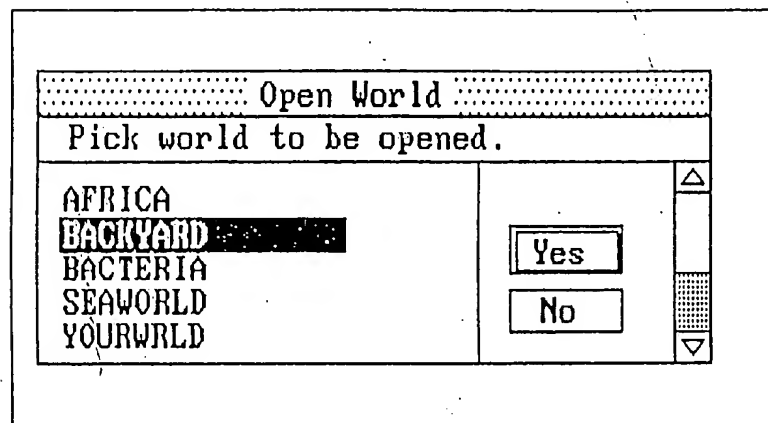 Open World
Pick world to be opened.
AFRICA
BACKYARD
BACTERIA
SEAWORLD
YOURWRLD
Yes
No